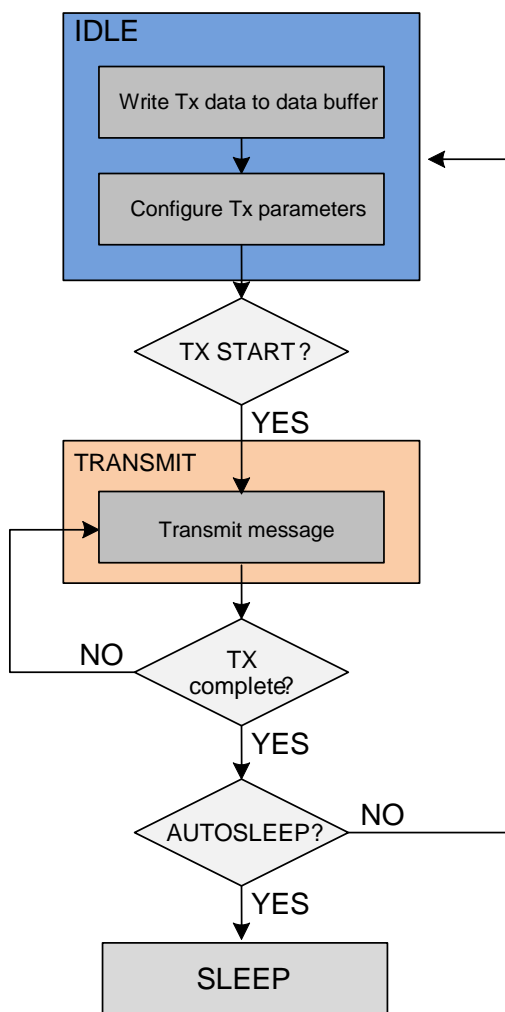 IDLE
Write Tx data to data buffer
Configure Tx parameters
TX START?
YES
TRANSMIT
Transmit message
NO
TX
complete?
YES
AUTOSLEEP?
NO
YES
SLEEP